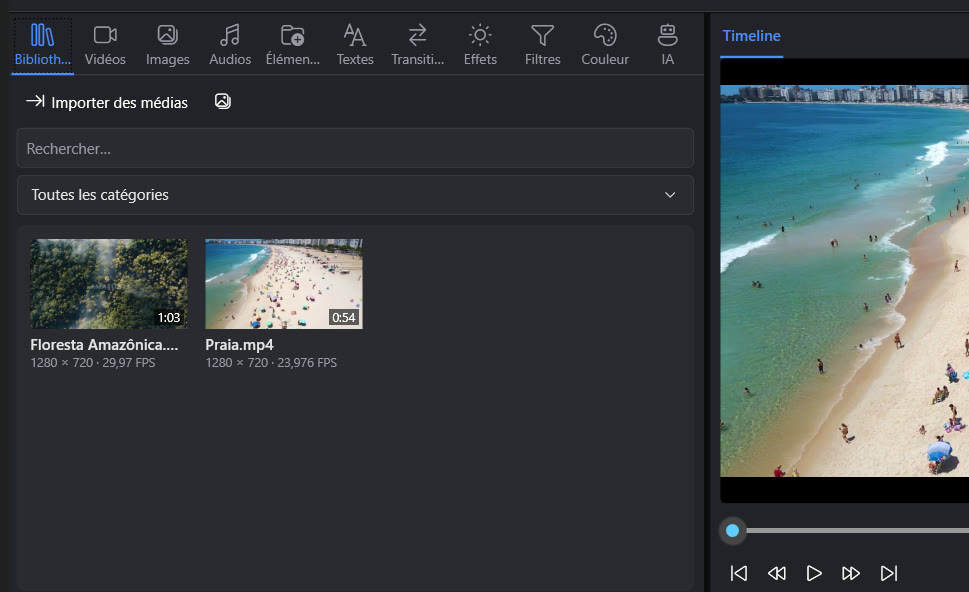 Biblioth... Vidéos Images Audios Élémen... Textes Transiti... Effets Filtres Couleur IA
Timeline
Importer des médias
Rechercher...
Toutes les catégories
1:03
0:54
Floresta Amazônica.... Praia.mp4
1280 × 720 · 29,97 FPS 1280 × 720 · 23,976 FPS